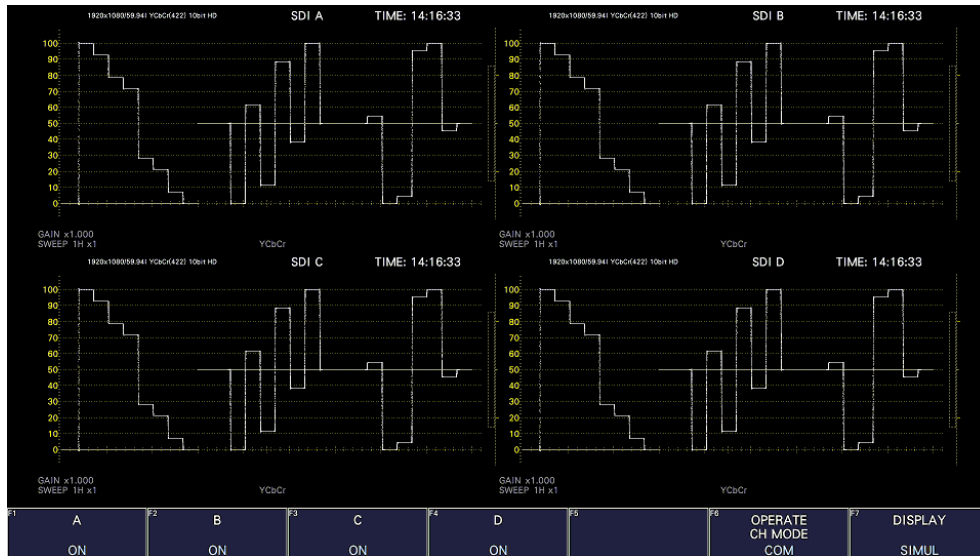 1920x1080/59.94I YCbCr(422) 10bit HD SDI A TIME: 14:16:33
100
90
80
70
60
50
40
30
20
10
0
GAIN x1.000
SWEEP 1H x1 YCbCr
1920x1080/59.94I YCbCr(422) 10bit HD SDI B TIME: 14:16:33
100
90
80
70
60
50
40
30
20
10
0
GAIN x1.000
SWEEP 1H x1 YCbCr
1920x1080/59.94I YCbCr(422) 10bit HD SDI C TIME: 14:16:33
100
90
80
70
60
50
40
30
20
10
0
GAIN x1.000
SWEEP 1H x1 YCbCr
1920x1080/59.94I YCbCr(422) 10bit HD SDI D TIME: 14:16:33
100
90
80
70
60
50
40
30
20
10
0
GAIN x1.000
SWEEP 1H x1 YCbCr
F1 A
ON
F2 B
ON
F3 C
ON
F4 D
ON
F5
F6 OPERATE
CH MODE
COM
F7 DISPLAY
SIMUL